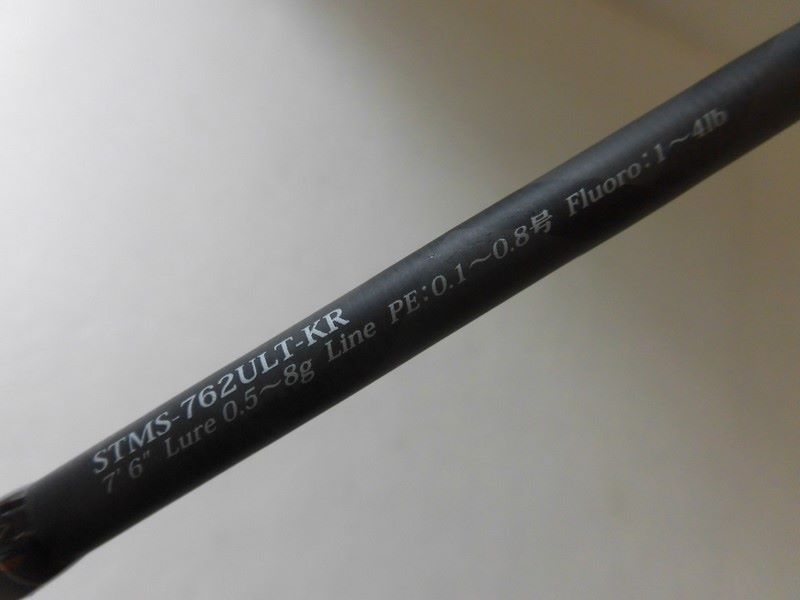 STMS-762ULT-KR
7' 6" Lure 0.5～8g Line PE:0.1～0.8号 Fluoro:1～4lb